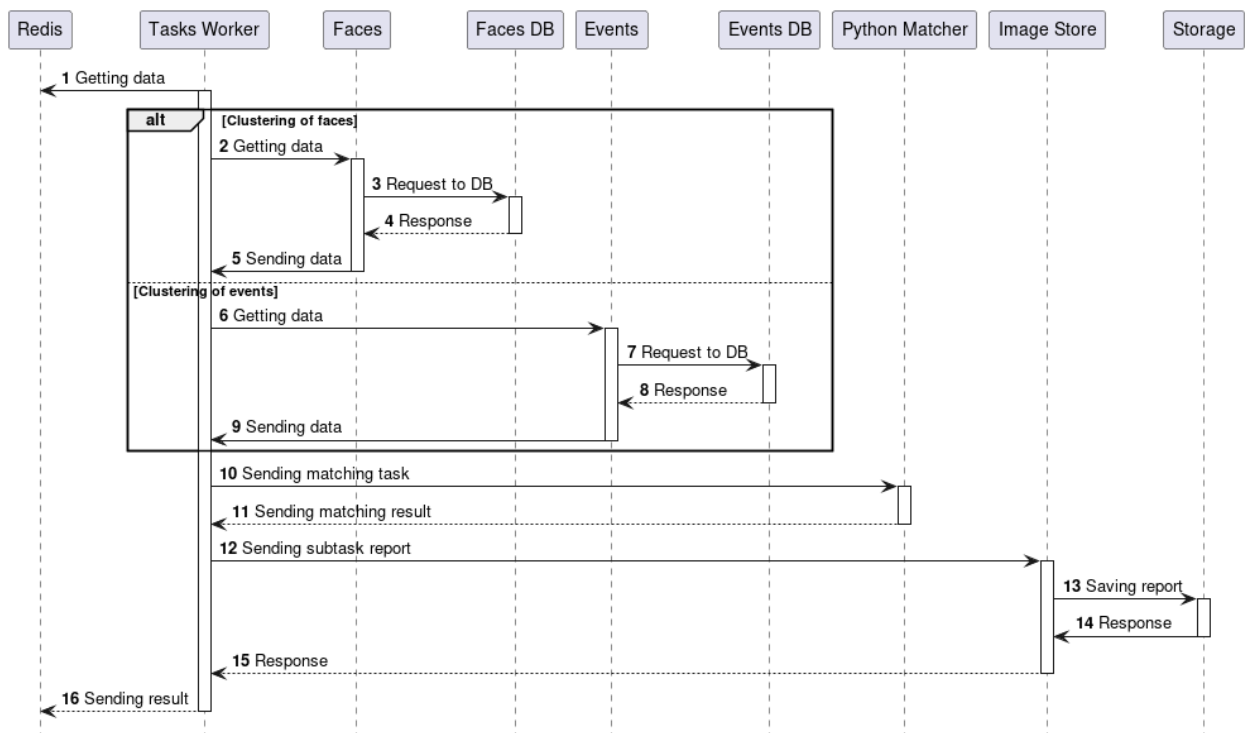 Redis
Tasks Worker
Faces
Faces DB
Events
Events DB
Python Matcher
Image Store
Storage
1 Getting data
alt
[Clustering of faces]
2 Getting data
3 Request to DB
4 Response
5 Sending data
[Clustering of events]
6 Getting data
7 Request to DB
8 Response
9 Sending data
10 Sending matching task
11 Sending matching result
12 Sending subtask report
13 Saving report
14 Response
15 Response
16 Sending result